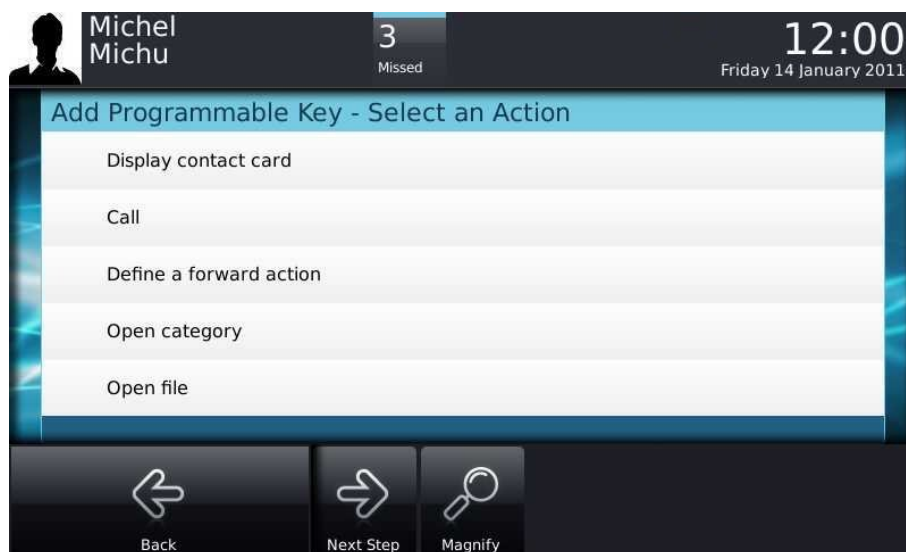 Michel
Michu
3
Missed
12:00
Friday 14 January 2011
Add Programmable Key - Select an Action
Display contact card
Call
Define a forward action
Open category
Open file
Back
Next Step
Magnify